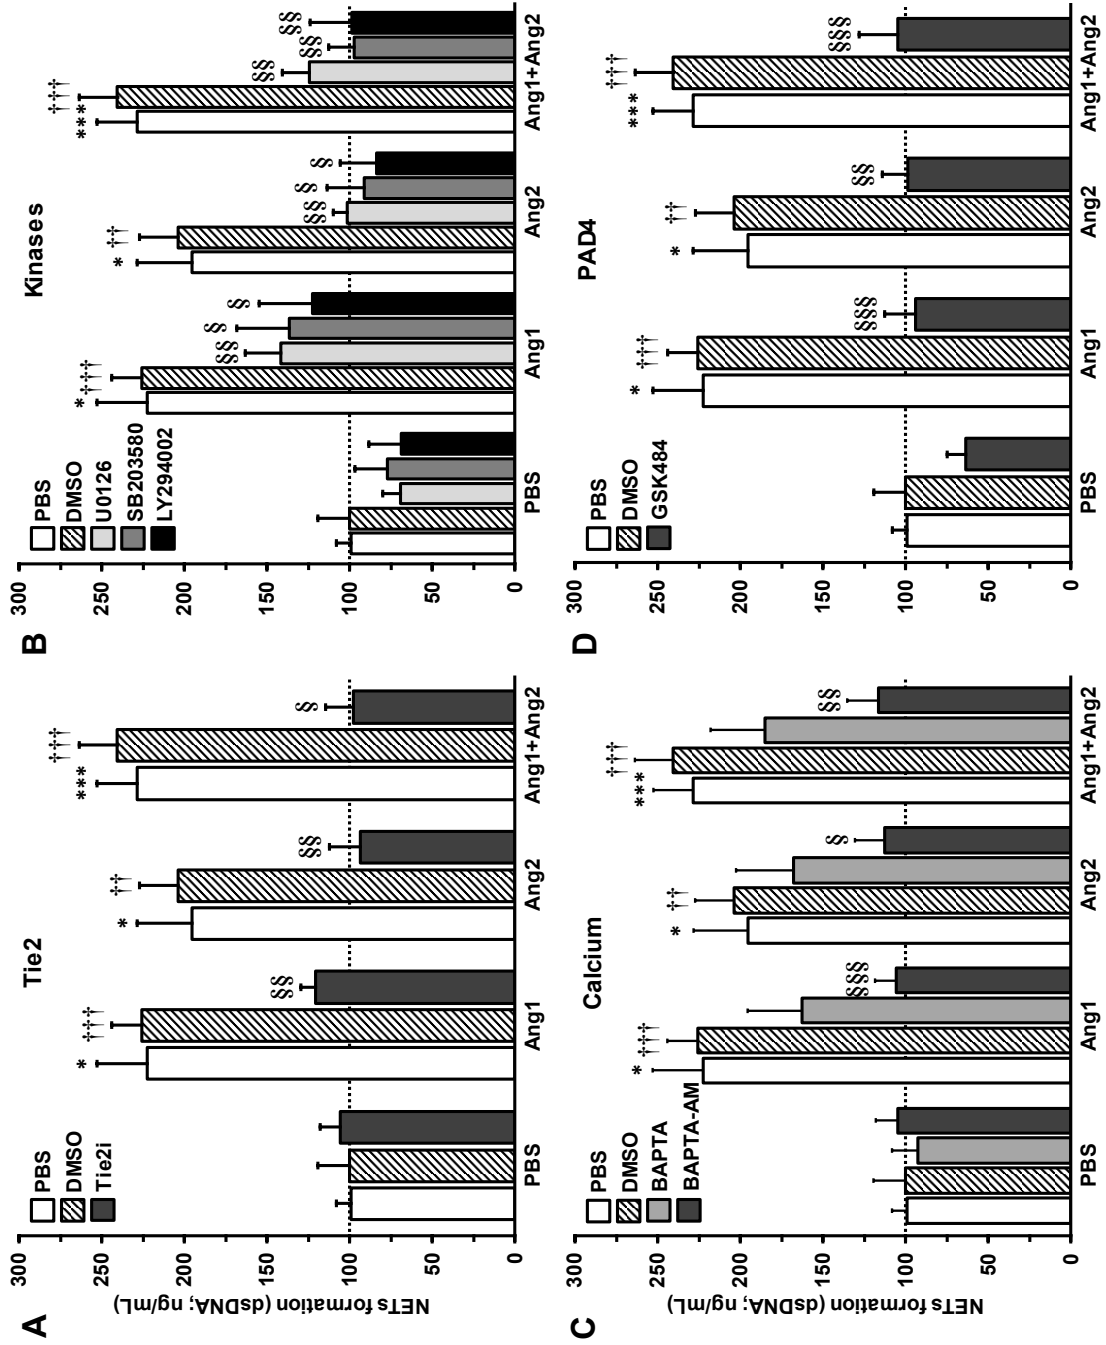 A
Tie2
NETs formation (dsDNA; ng/mL)
300
250
200
150
100
50
0
PBS
DMSO
Tie2i
* ††† §§
* †† §§
*** ††† §
PBS Ang1 Ang2 Ang1+Ang2
B
Kinases
300
250
200
150
100
50
0
PBS
DMSO
U0126
SB203580
LY294002
* ††† §§ § §
* †† §§ § §
*** ††† §§ §§ §§
PBS Ang1 Ang2 Ang1+Ang2
C
Calcium
NETs formation (dsDNA; ng/mL)
300
250
200
150
100
50
0
PBS
DMSO
BAPTA
BAPTA-AM
* ††† §§§
* †† §
*** ††† §§
PBS Ang1 Ang2 Ang1+Ang2
D
PAD4
300
250
200
150
100
50
0
PBS
DMSO
GSK484
* ††† §§§
* †† §§
*** ††† §§§
PBS Ang1 Ang2 Ang1+Ang2